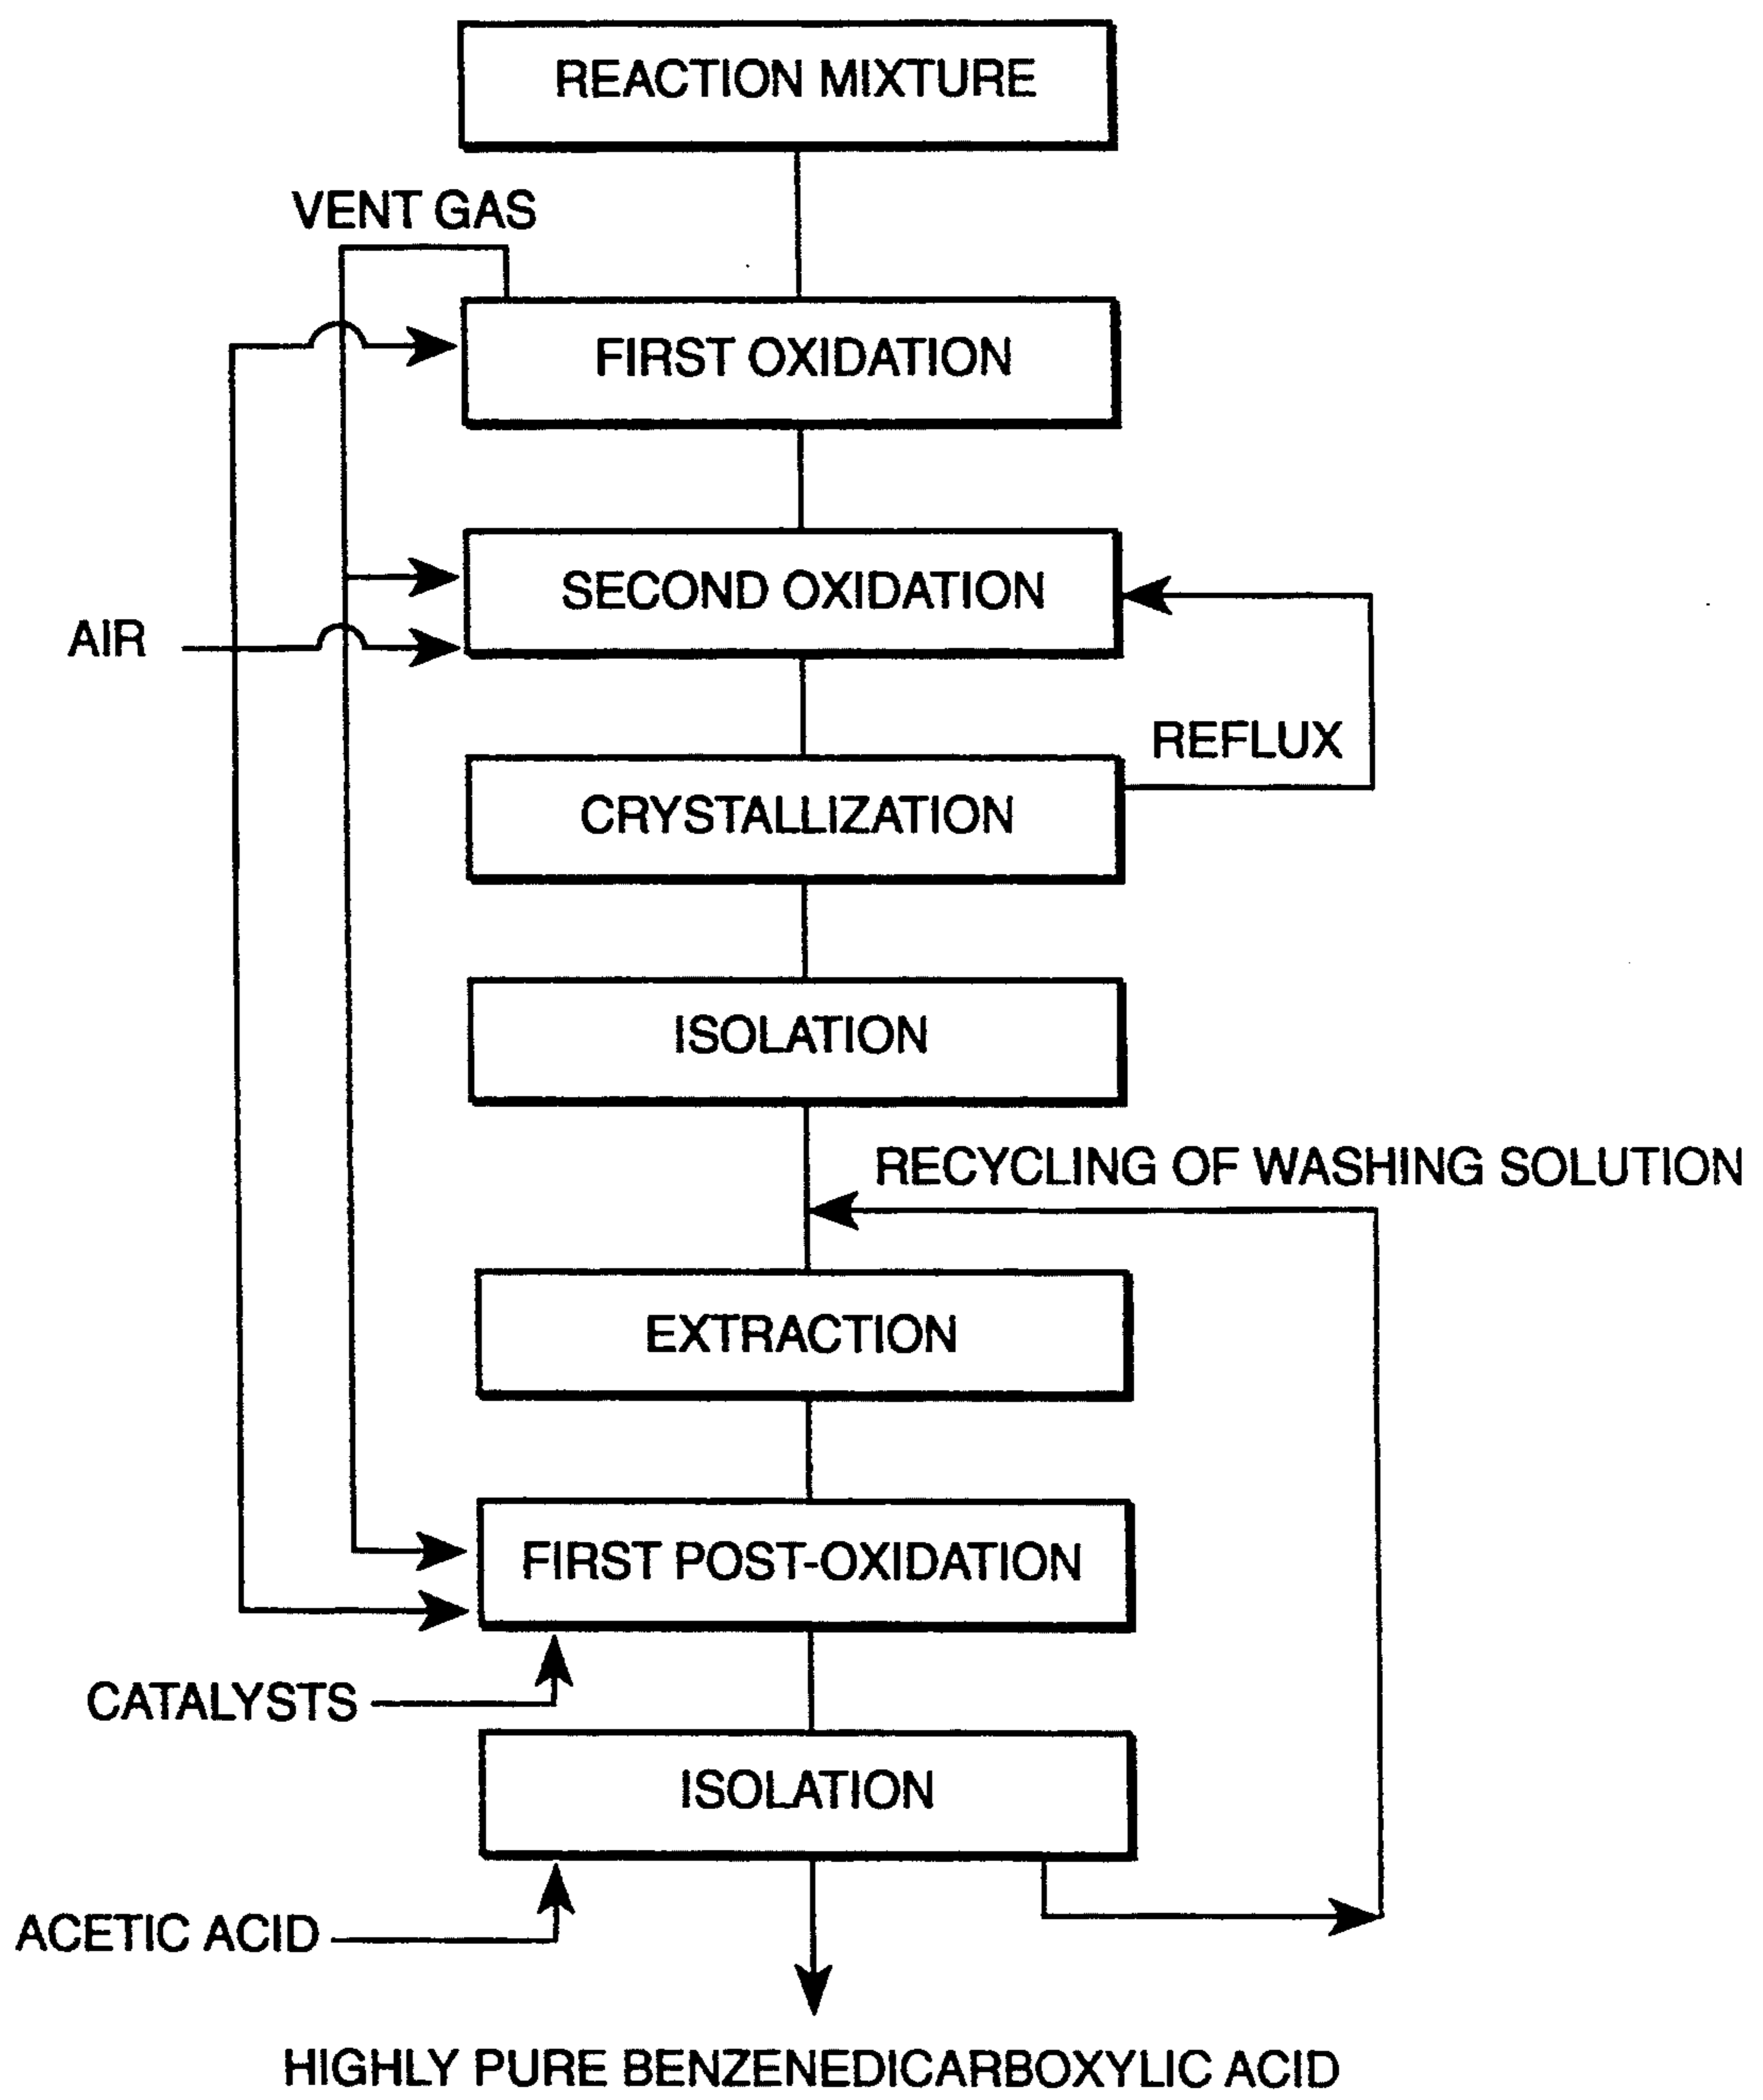 REACTION MIXTURE
VENT GAS
FIRST OXIDATION
SECOND OXIDATION
AIR
REFLUX
CRYSTALLIZATION
ISOLATION
RECYCLING OF WASHING SOLUTION
EXTRACTION
FIRST POST-OXIDATION
CATALYSTS
ISOLATION
ACETIC ACID
HIGHLY PURE BENZENEDICARBOXYLIC ACID